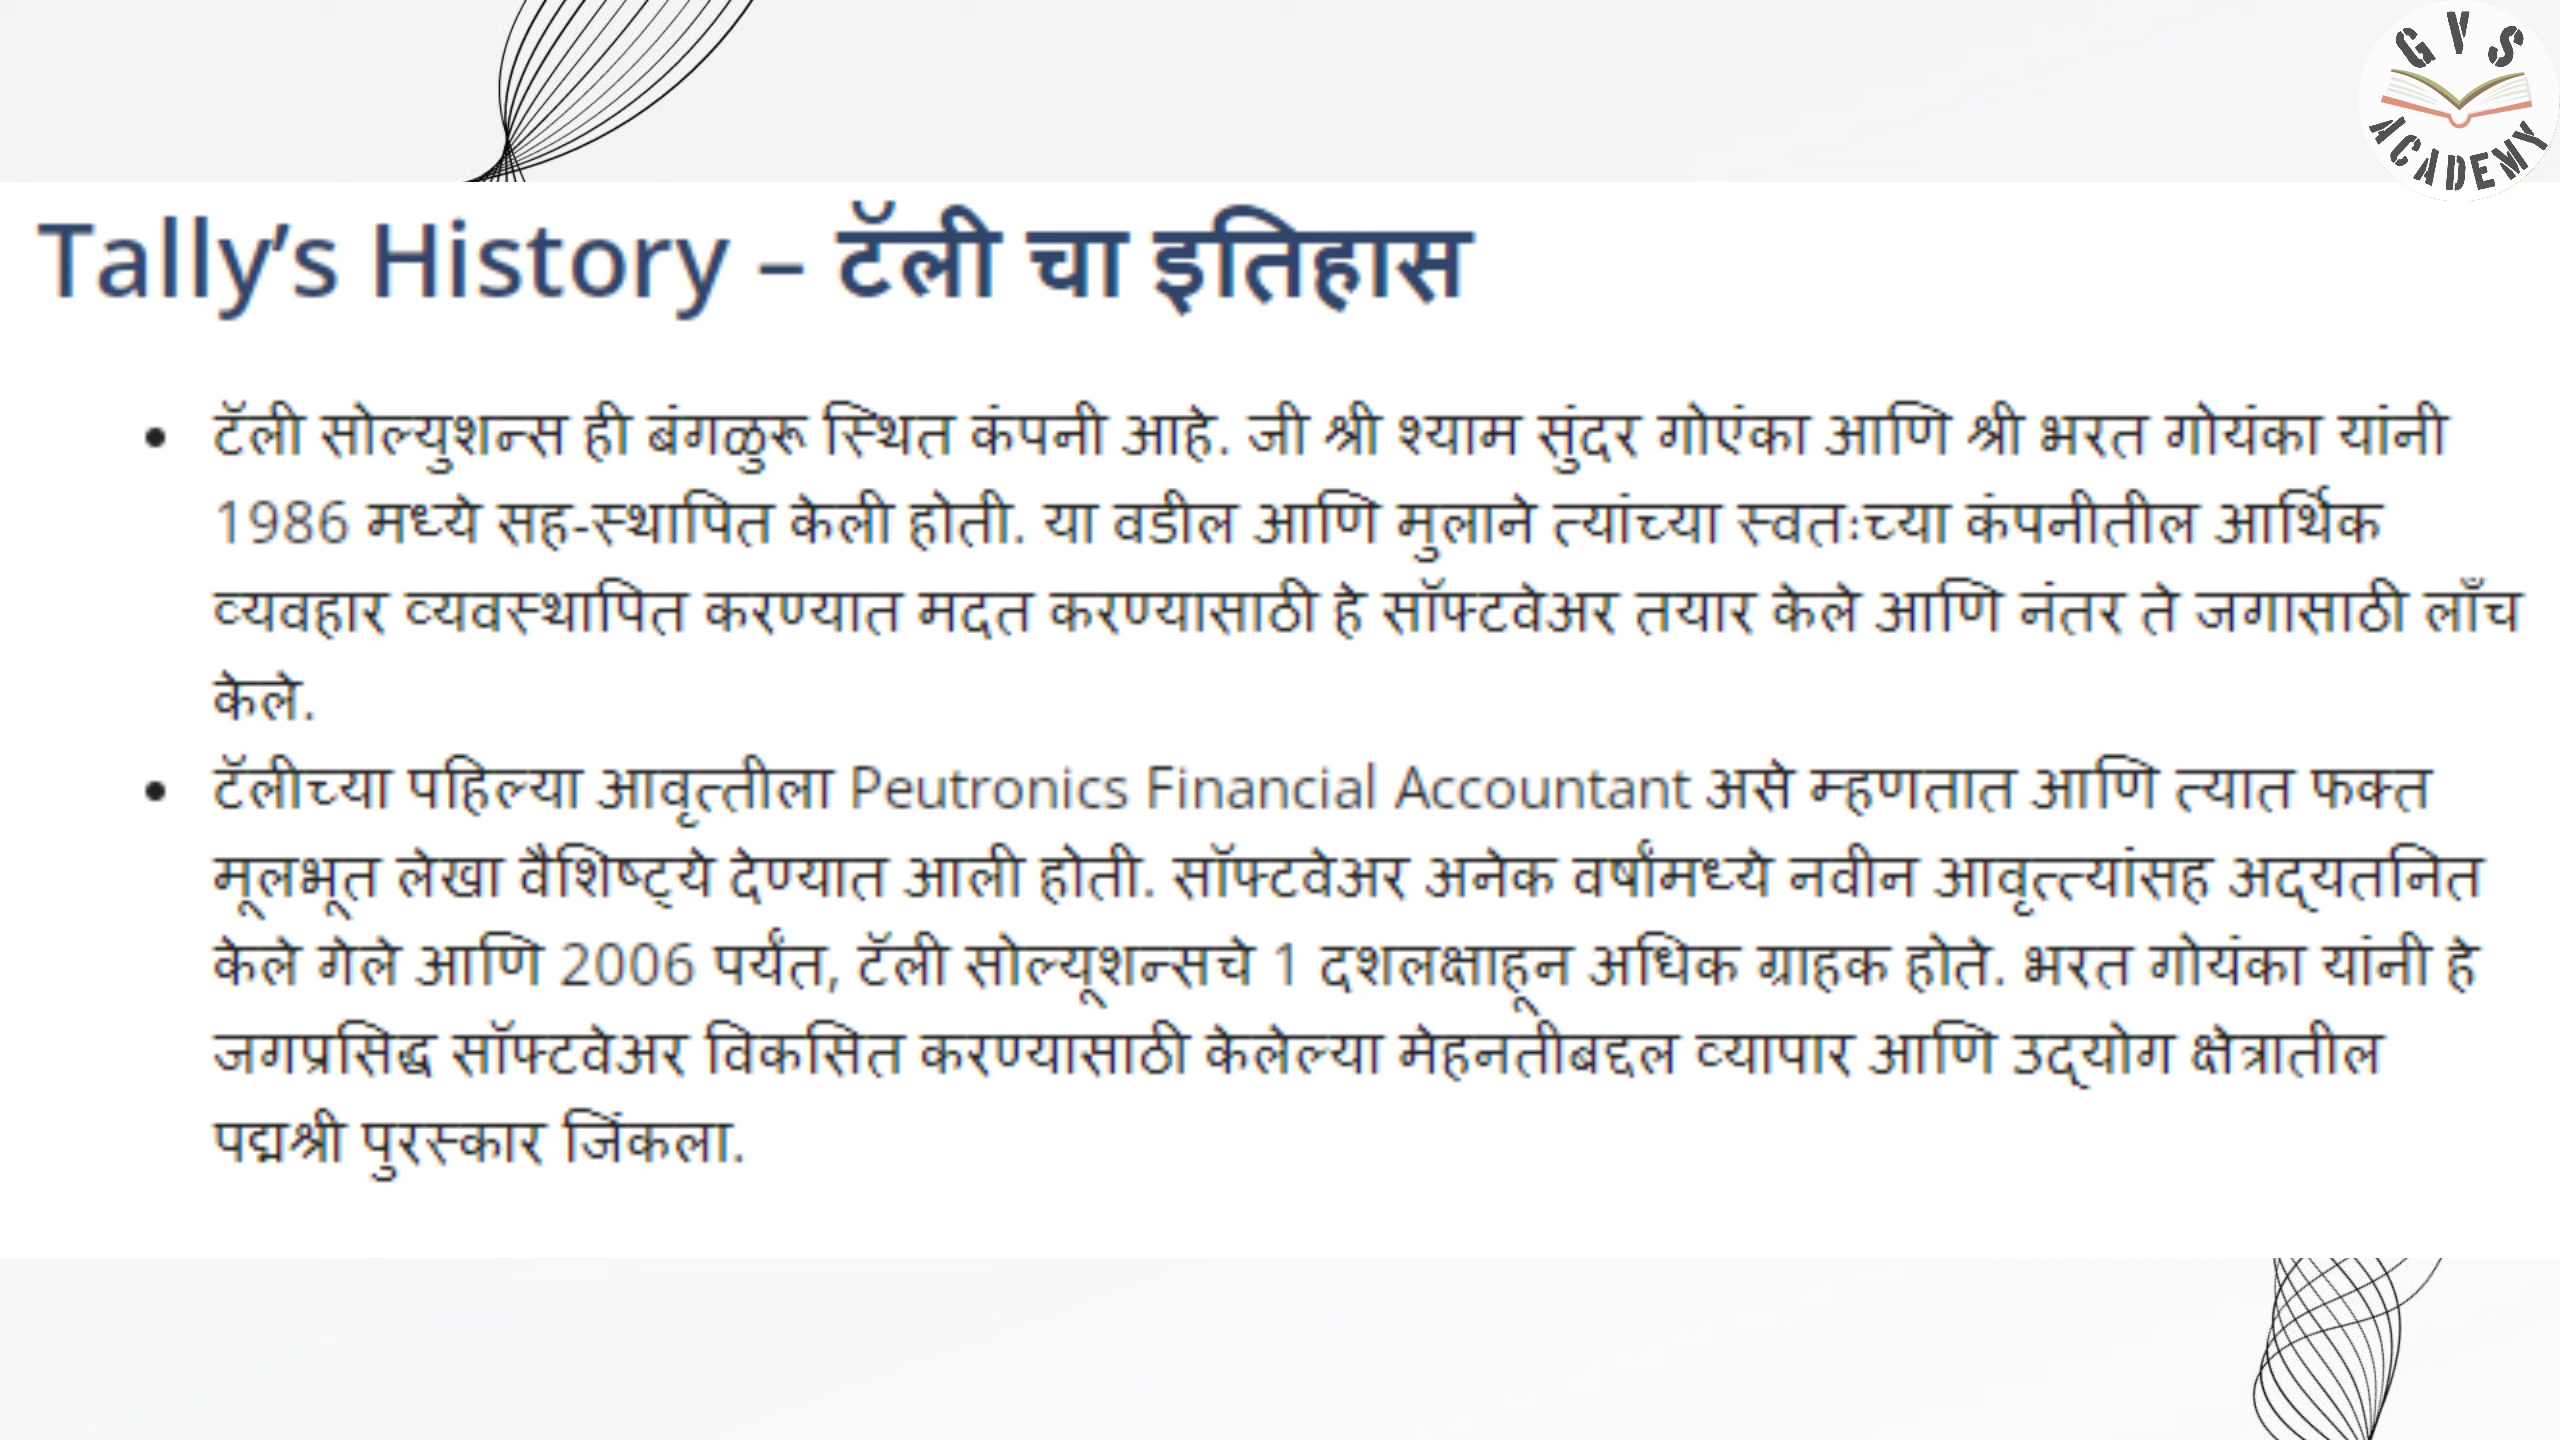 GVS
ACADEMY
Tally’s History – टॅली चा इतिहास
• टॅली सोल्युशन्स ही बंगळुरू स्थित कंपनी आहे. जी श्री श्याम सुंदर गोएंका आणि श्री भरत गोयंका यांनी
1986 मध्ये सह-स्थापित केली होती. या वडील आणि मुलाने त्यांच्या स्वतःच्या कंपनीतील आर्थिक
व्यवहार व्यवस्थापित करण्यात मदत करण्यासाठी हे सॉफ्टवेअर तयार केले आणि नंतर ते जगासाठी लाँच
केले.
• टॅलीच्या पहिल्या आवृत्तीला Peutronics Financial Accountant असे म्हणतात आणि त्यात फक्त
मूलभूत लेखा वैशिष्ट्ये देण्यात आली होती. सॉफ्टवेअर अनेक वर्षांमध्ये नवीन आवृत्त्यांसह अद्यतनित
केले गेले आणि 2006 पर्यंत, टॅली सोल्यूशन्सचे 1 दशलक्षाहून अधिक ग्राहक होते. भरत गोयंका यांनी हे
जगप्रसिद्ध सॉफ्टवेअर विकसित करण्यासाठी केलेल्या मेहनतीबद्दल व्यापार आणि उद्योग क्षेत्रातील
पद्मश्री पुरस्कार जिंकला.